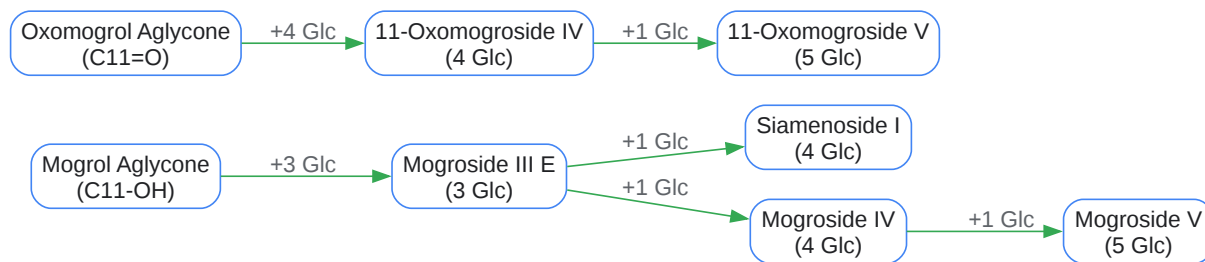 Oxomogrol Aglycone
(C11=O)
+4 Glc
11-Oxomogroside IV
(4 Glc)
+1 Glc
11-Oxomogroside V
(5 Glc)
Mogrol Aglycone
(C11-OH)
+3 Glc
Mogroside III E
(3 Glc)
+1 Glc
Siamenoside I
(4 Glc)
+1 Glc
Mogroside IV
(4 Glc)
+1 Glc
Mogroside V
(5 Glc)